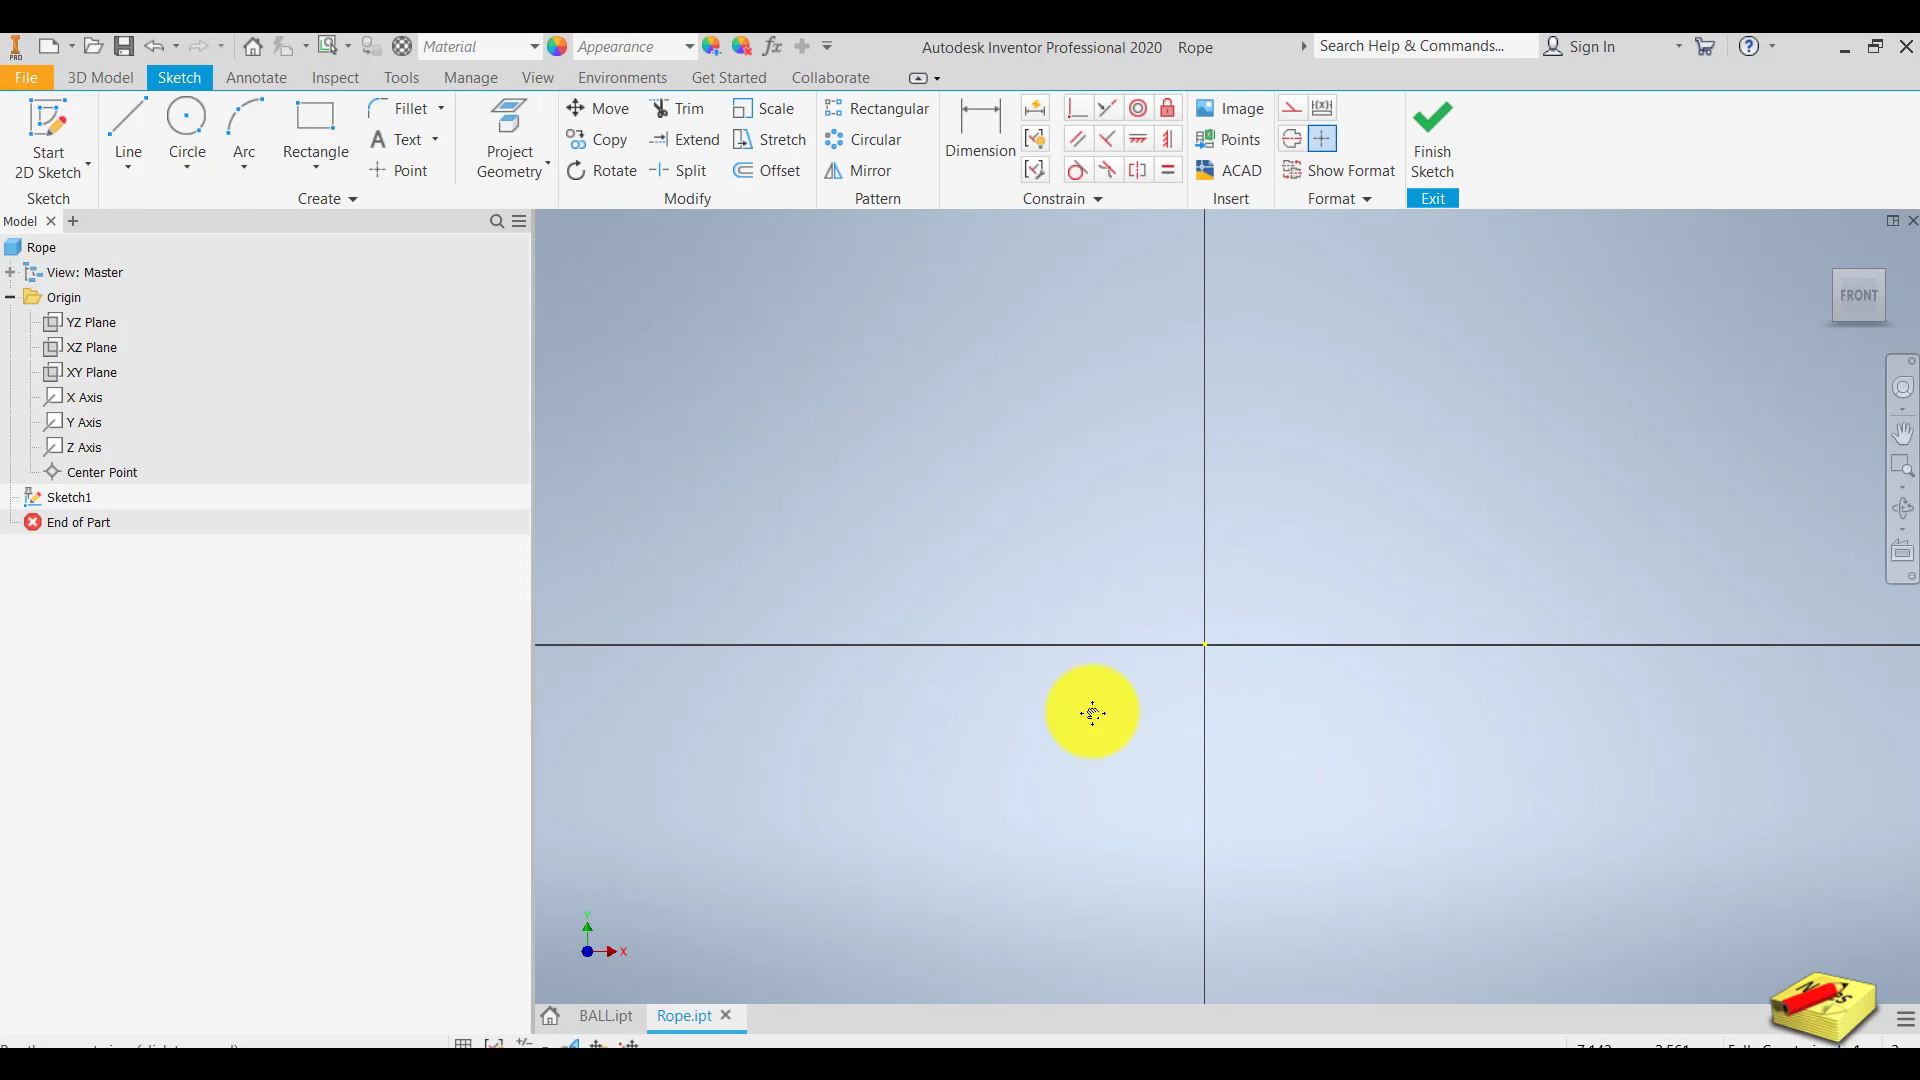 PRO
Material
Appearance
fx
Autodesk Inventor Professional 2020 Rope
Search Help & Commands...
Sign In
File
3D Model
Sketch
Annotate
Inspect
Tools
Manage
View
Environments
Get Started
Collaborate
Start
2D Sketch
Line
Circle
Arc
Rectangle
Fillet
Text
Point
Project
Geometry
Move
Copy
Rotate
Trim
Extend
Split
Scale
Stretch
Offset
Rectangular
Circular
Mirror
Dimension
Image
Points
ACAD
Show Format
Finish
Sketch
Sketch
Create
Modify
Pattern
Constrain
Insert
Format
Exit
Model
Rope
View: Master
Origin
YZ Plane
XZ Plane
XY Plane
X Axis
Y Axis
Z Axis
Center Point
Sketch1
End of Part
FRONT
Y
X
BALL.ipt
Rope.ipt